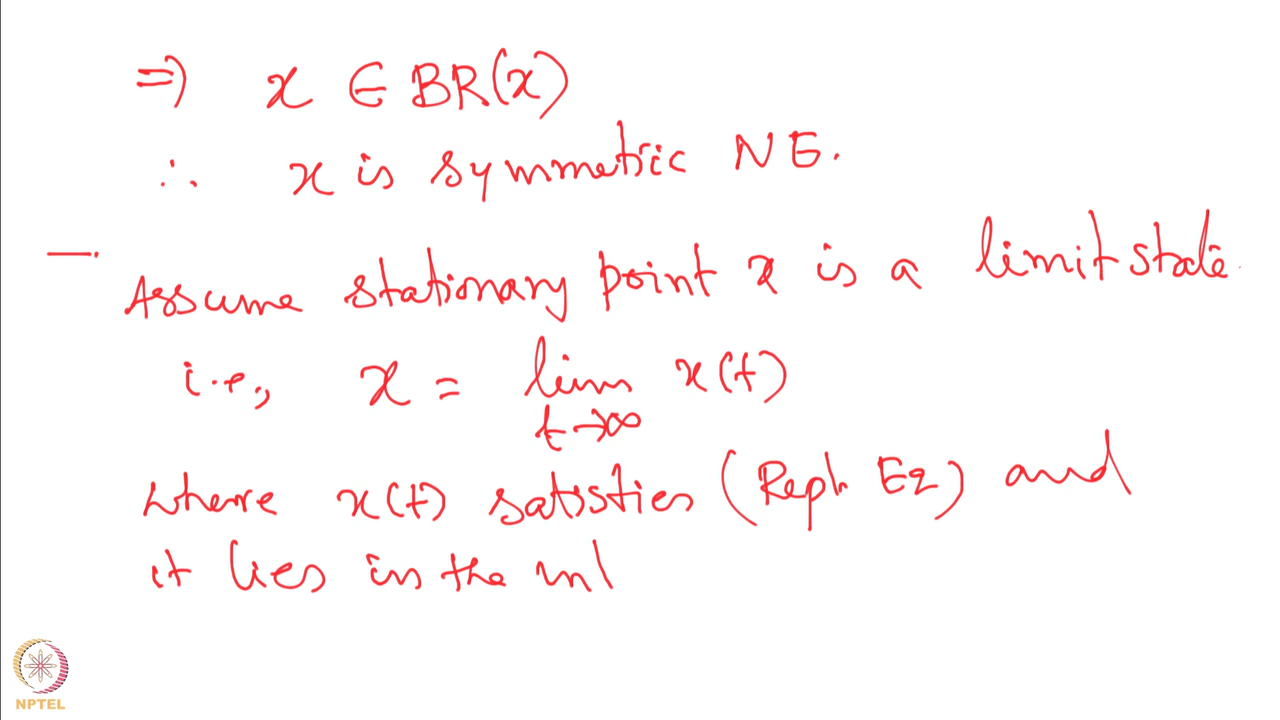 ⇒ x ∈ BR(x)
∴ x is symmetric NE.
— Assume stationary point x is a limit state.
i.e., x = lim x(t)
t→∞
where x(t) satisfies (Repl. Eq) and
it lies in the int
NPTEL